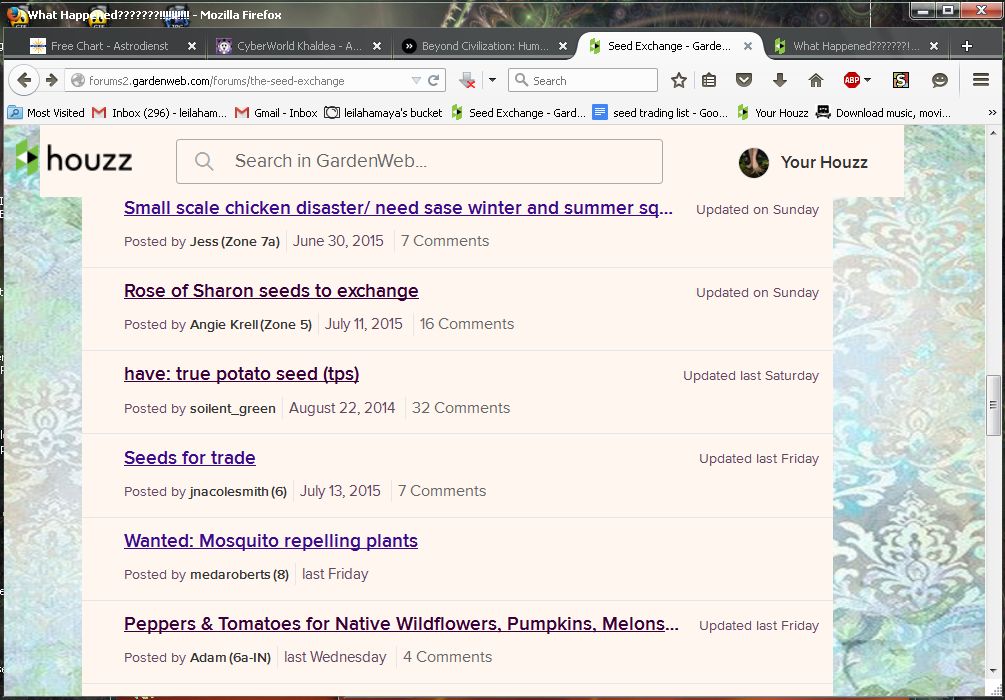 What Happened???????!!!!!!!!! - Mozilla Firefox
Free Chart - Astrodienst
CyberWorld Khaldea - A...
Beyond Civilization: Hum...
Seed Exchange - Garde...
What Happened???????!...
forums2.gardenweb.com/forums/the-seed-exchange
Search
ABP
S
Most Visited
Inbox (296) - leilaham...
Gmail - Inbox
leilahamaya's bucket
Seed Exchange - Gard...
seed trading list - Goo...
Your Houzz
Download music, movi...
houzz
Search in GardenWeb...
Your Houzz
Small scale chicken disaster/ need sase winter and summer sq...
Updated on Sunday
Posted by Jess (Zone 7a) June 30, 2015 7 Comments
Rose of Sharon seeds to exchange
Updated on Sunday
Posted by Angie Krell (Zone 5) July 11, 2015 16 Comments
have: true potato seed (tps)
Updated last Saturday
Posted by soilent_green August 22, 2014 32 Comments
Seeds for trade
Updated last Friday
Posted by jnacolesmith (6) July 13, 2015 7 Comments
Wanted: Mosquito repelling plants
Posted by medaroberts (8) last Friday
Peppers & Tomatoes for Native Wildflowers, Pumpkins, Melons...
Updated last Friday
Posted by Adam (6a-IN) last Wednesday 4 Comments